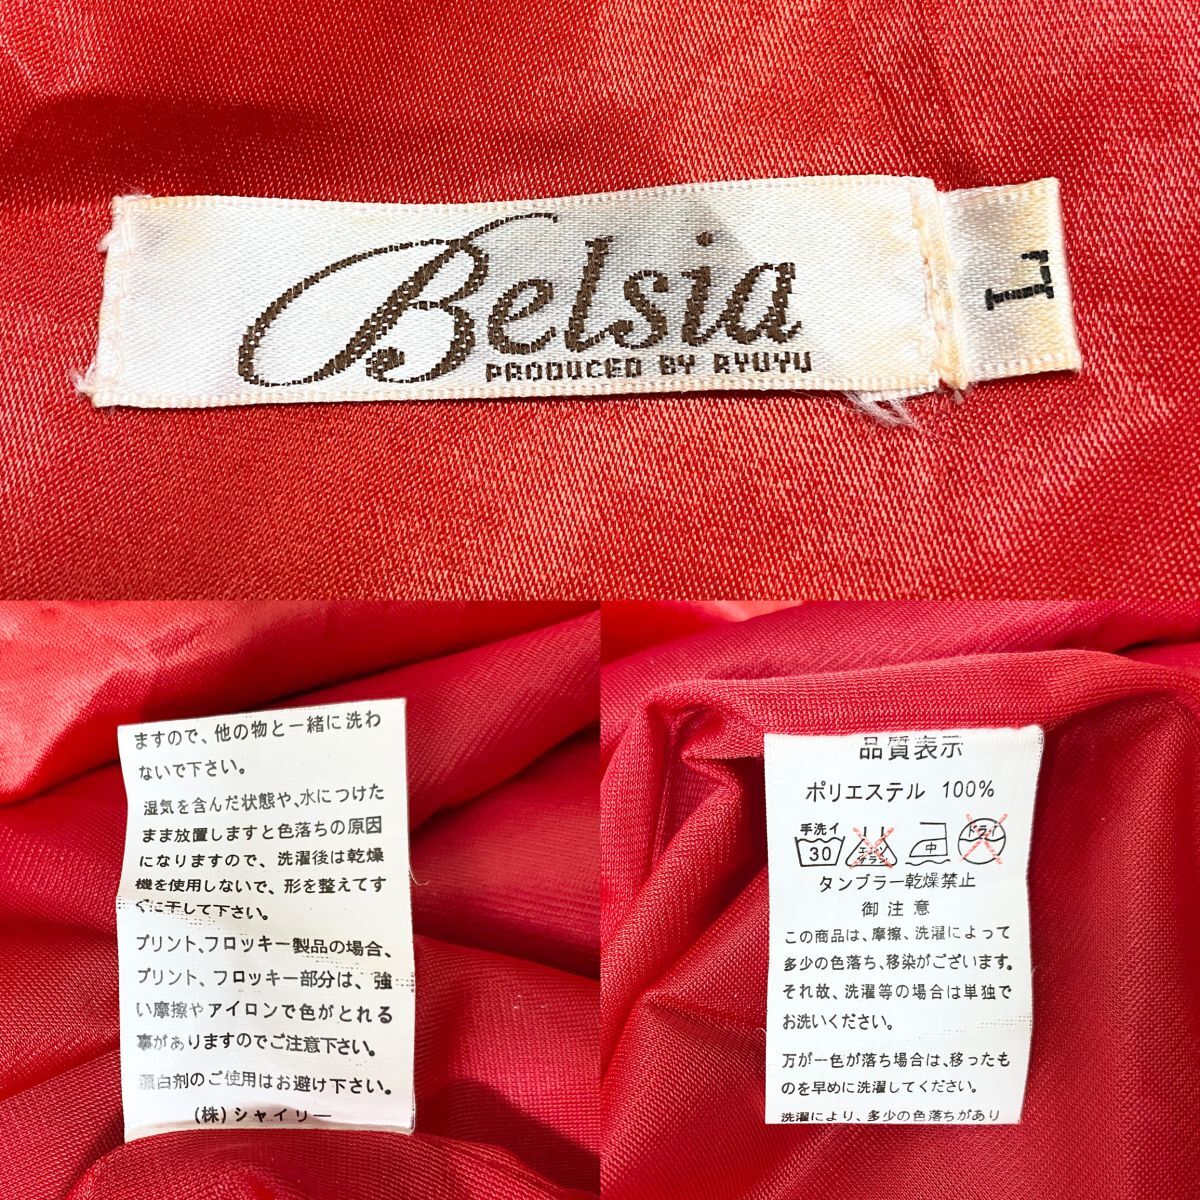 Belsia
PRODUCED BY RYUYU
L
ますので、他の物と一緒に洗わ
ないで下さい。
湿気を含んだ状態や、水につけた
まま放置しますと色落ちの原因
になりますので、洗濯後は乾燥
機を使用しないで、形を整えてす
ぐに干して下さい。
プリント、フロッキー製品の場合、
プリント、フロッキー部分は、強
い摩擦やアイロンで色がとれる
事がありますのでご注意下さい。
漂白剤のご使用はお避け下さい。
(株)シャイリー
品質表示
ポリエステル 100%
手洗イ 30 エンソ サラシ 中 ドライ
タンブラー乾燥禁止
御注意
この商品は、摩擦、洗濯によって
多少の色落ち、移染がございます。
それ故、洗濯等の場合は単独で
お洗いください。
万が一色が落ち場合は、移ったも
のを早めに洗濯してください。
洗濯により、多少の色落ちがあり